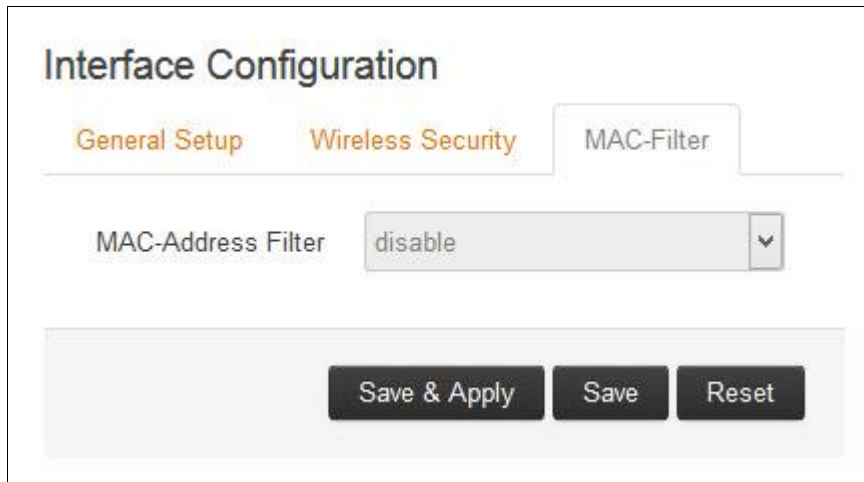 Interface Configuration
General Setup Wireless Security MAC-Filter
MAC-Address Filter disable
Save & Apply Save Reset